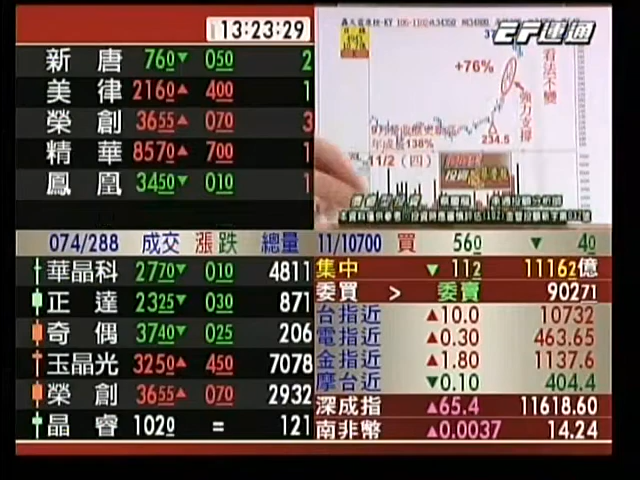 13:23:29
新唐 760▼ 050 2
美律 2160▲ 400 1
榮創 3655▲ 070 3
精華 8570▲ 700 1
鳳凰 3450▼ 010 1
EF建通
看法不變
+76%
強力支撐
234.5
138%
11/2 (四)
074/288 成交 漲跌 總量
華晶科 2770▼ 010 4811
正達 2325▼ 030 871
奇偶 3740▼ 025 206
玉晶光 3250▲ 450 7078
榮創 3655▲ 070 2932
晶睿 1020 = 121
11/10700 買 560 ▼ 40
集中 ▼ 112 11162億
委買 > 委賣 90271
台指近 ▲10.0 10732
電指近 ▲0.30 463.65
金指近 ▲1.80 1137.6
摩台近 ▼0.10 404.4
深成指 ▲65.4 11618.60
南非幣 ▲0.0037 14.24